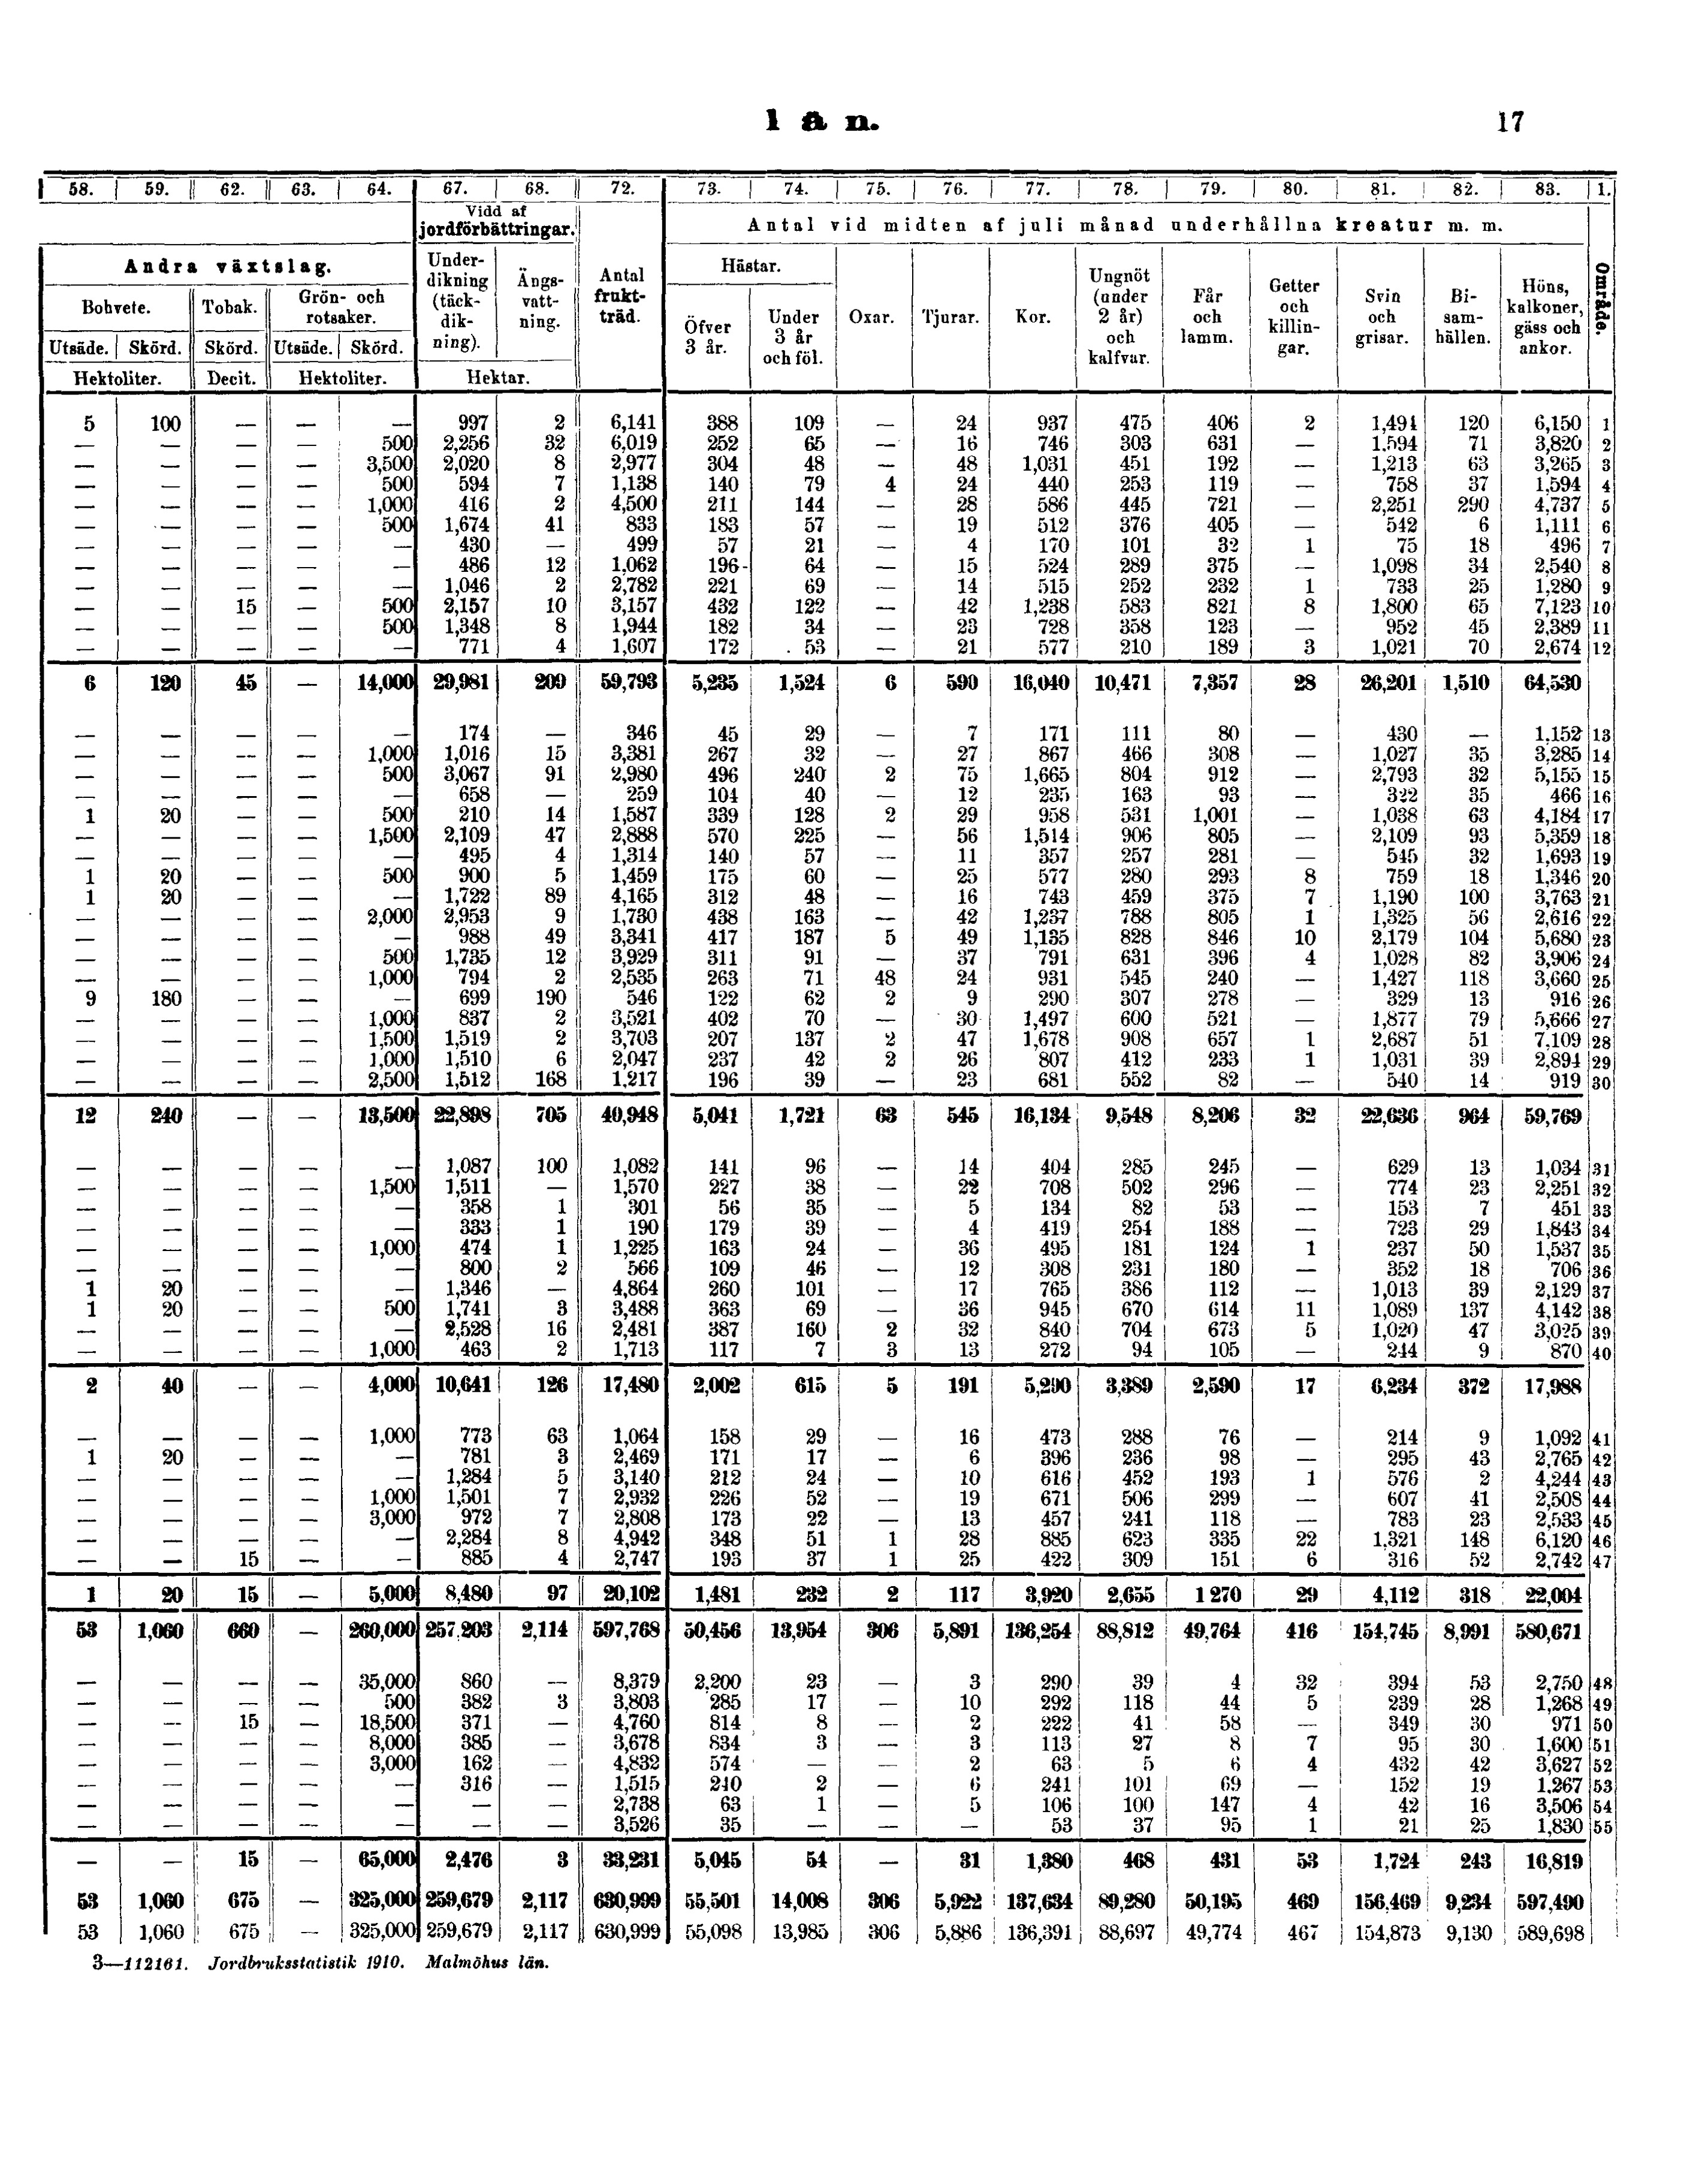 län.
17
58. 59. 62. 63. 64. 67. 68. 72. 73. 74. 75. 76. 77. 78. 79. 80. 81. 82. 83. 1.
Andra växtslag.
Bohvete. Tobak. Grön- och rotsaker.
Utsäde. Skörd. Skörd. Utsäde. Skörd.
Hektoliter. Decit. Hektoliter.
Vidd af jordförbättringar.
Underdikning (täckdikning). Ängsvattning.
Hektar.
Antal fruktträd.
Antal vid midten af juli månad underhållna kreatur m. m.
Hästar.
Öfver 3 år. Under 3 år och föl. Oxar. Tjurar. Kor. Ungnöt (under 2 år) och kalfvar. Får och lamm. Getter och killingar. Svin och grisar. Bisamhällen. Höns, kalkoner, gäss och ankor. Område.
5 100 — — — 997 2 6,141 388 109 — 24 937 475 406 2 1,491 120 6,150 1
— — — — 500 2,256 32 6,019 252 65 — 16 746 303 631 — 1,594 71 3,820 2
— — — — 3,500 2,020 8 2,977 304 48 — 48 1,031 451 192 — 1,213 63 3,265 3
— — — — 500 594 7 1,138 140 79 4 24 440 253 119 — 758 37 1,594 4
— — — — 1,000 416 2 4,500 211 144 — 28 586 445 721 — 2,251 290 4,737 5
— — — — 500 1,674 41 833 183 57 — 19 512 376 405 — 542 6 1,111 6
— — — — — 430 — 499 57 21 — 4 170 101 32 1 75 18 496 7
— — — — — 486 12 1,062 196 64 — 15 524 289 375 — 1,098 34 2,540 8
— — — — — 1,046 2 2,782 221 69 — 14 515 252 232 1 733 25 1,280 9
— — 15 — 500 2,157 10 3,157 432 122 — 42 1,238 583 821 8 1,800 65 7,123 10
— — — — 500 1,348 8 1,944 182 34 — 23 728 358 123 — 952 45 2,389 11
— — — — — 771 4 1,607 172 53 — 21 577 210 189 3 1,021 70 2,674 12
6 120 45 — 14,000 29,981 209 59,793 5,235 1,524 6 590 16,040 10,471 7,357 28 26,201 1,510 64,530
— — — — — 174 — 346 45 29 — 7 171 111 80 — 430 — 1,152 13
— — — — 1,000 1,016 15 3,381 267 32 — 27 867 466 308 — 1,027 35 3,285 14
— — — — 500 3,067 91 2,980 496 240 2 75 1,665 804 912 — 2,793 32 5,155 15
— — — — — 658 — 259 104 40 — 12 235 163 93 — 322 35 466 16
1 20 — — 500 210 14 1,587 339 128 2 29 958 531 1,001 — 1,038 63 4,184 17
— — — — 1,500 2,109 47 2,888 570 225 — 56 1,514 906 805 — 2,109 93 5,359 18
— — — — — 495 4 1,314 140 57 — 11 357 257 281 — 545 32 1,693 19
1 20 — — 500 900 5 1,459 175 60 — 25 577 280 293 8 759 18 1,346 20
1 20 — — — 1,722 89 4,165 312 48 — 16 743 459 375 7 1,190 100 3,763 21
— — — — 2,000 2,953 9 1,730 438 163 — 42 1,237 788 805 1 1,325 56 2,616 22
— — — — — 988 49 3,341 417 187 5 49 1,135 828 846 10 2,179 104 5,680 23
— — — — 500 1,735 12 3,929 311 91 — 37 791 631 396 4 1,028 82 3,906 24
— — — — 1,000 794 2 2,535 263 71 48 24 931 545 240 — 1,427 118 3,660 25
9 180 — — — 699 190 546 122 62 2 9 290 307 278 — 329 13 916 26
— — — — 1,000 837 2 3,521 402 70 — 30 1,497 600 521 — 1,877 79 5,666 27
— — — — 1,500 1,519 2 3,703 207 137 2 47 1,678 908 657 1 2,687 51 7,109 28
— — — — 1,000 1,510 6 2,047 237 42 2 26 807 412 233 1 1,031 39 2,894 29
— — — — 2,500 1,512 168 1,217 196 39 — 23 681 552 82 — 540 14 919 30
12 240 — — 13,500 22,898 705 40,948 5,041 1,721 63 545 16,134 9,548 8,206 32 22,636 964 59,769
— — — — — 1,087 100 1,082 141 96 — 14 404 285 245 — 629 13 1,034 31
— — — — 1,500 1,511 — 1,570 227 38 — 22 708 502 296 — 774 23 2,251 32
— — — — — 358 1 301 56 35 — 5 134 82 53 — 153 7 451 33
— — — — — 333 1 190 179 39 — 4 419 254 188 — 723 29 1,843 34
— — — — 1,000 474 1 1,225 163 24 — 36 495 181 124 1 237 50 1,537 35
— — — — — 800 2 566 109 46 — 12 308 231 180 — 352 18 706 36
1 20 — — — 1,346 — 4,864 260 101 — 17 765 386 112 — 1,013 39 2,129 37
1 20 — — 500 1,741 3 3,488 363 69 — 36 945 670 614 11 1,089 137 4,142 38
— — — — — 2,528 16 2,481 387 160 2 32 840 704 673 5 1,020 47 3,025 39
— — — — 1,000 463 2 1,713 117 7 3 13 272 94 105 — 244 9 870 40
2 40 — — 4,000 10,641 126 17,480 2,002 615 5 191 5,290 3,389 2,590 17 6,234 372 17,988
— — — — 1,000 773 63 1,064 158 29 — 16 473 288 76 — 214 9 1,092 41
1 20 — — — 781 3 2,469 171 17 — 6 396 236 98 — 295 43 2,765 42
— — — — — 1,284 5 3,140 212 24 — 10 616 452 193 1 576 2 4,244 43
— — — — 1,000 1,501 7 2,932 226 52 — 19 671 506 299 — 607 41 2,508 44
— — — — 3,000 972 7 2,808 173 22 — 13 457 241 118 — 783 23 2,533 45
— — — — — 2,284 8 4,942 348 51 1 28 885 623 335 22 1,321 148 6,120 46
— — 15 — — 885 4 2,747 193 37 1 25 422 309 151 6 316 52 2,742 47
1 20 15 — 5,000 8,480 97 20,102 1,481 232 2 117 3,920 2,655 1 270 29 4,112 318 22,004
53 1,060 660 — 260,000 257,203 2,114 597,768 50,456 13,954 306 5,891 136,254 88,812 49,764 416 154,745 8,991 580,671
— — — — 35,000 860 — 8,379 2,200 23 — 3 290 39 4 32 394 53 2,750 48
— — — — 500 382 3 3,803 285 17 — 10 292 118 44 5 239 28 1,268 49
— — 15 — 18,500 371 — 4,760 814 8 — 2 222 41 58 — 349 30 971 50
— — — — 8,000 385 — 3,678 834 3 — 3 113 27 8 7 95 30 1,600 51
— — — — 3,000 162 — 4,832 574 — — 2 63 5 6 4 432 42 3,627 52
— — — — — 316 — 1,515 240 2 — 6 241 101 69 — 152 19 1,267 53
— — — — — — — 2,738 63 1 — 5 106 100 147 4 42 16 3,506 54
— — — — — — — 3,526 35 — — — 53 37 95 1 21 25 1,830 55
— — 15 — 65,000 2,476 3 33,231 5,045 54 — 31 1,380 468 431 53 1,724 243 16,819
53 1,060 675 — 325,000 259,679 2,117 630,999 55,501 14,008 306 5,922 137,634 89,280 50,195 469 156,469 9,234 597,490
53 1,060 675 — 325,000 259,679 2,117 630,999 55,098 13,985 306 5,886 136,391 88,697 49,774 467 154,873 9,130 589,698
3—112161. Jordbruksstatistik 1910. Malmöhus län.